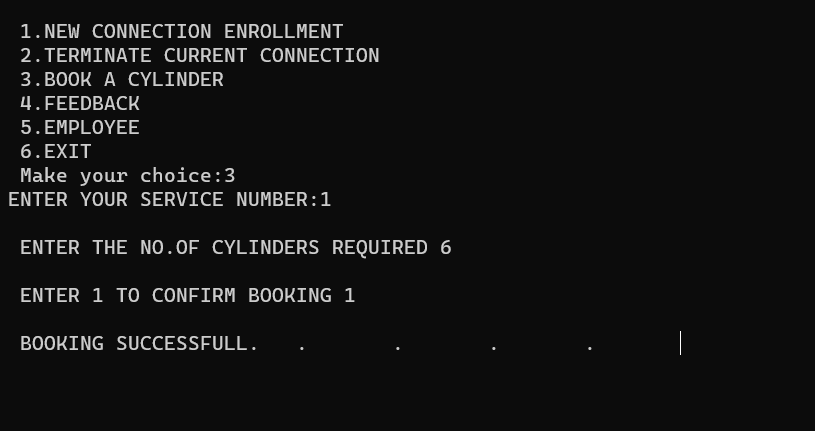 1.NEW CONNECTION ENROLLMENT
2.TERMINATE CURRENT CONNECTION
3.BOOK A CYLINDER
4.FEEDBACK
5.EMPLOYEE
6.EXIT
Make your choice:3
ENTER YOUR SERVICE NUMBER:1
ENTER THE NO.OF CYLINDERS REQUIRED 6
ENTER 1 TO CONFIRM BOOKING 1
BOOKING SUCCESSFULL.   .       .       .       .